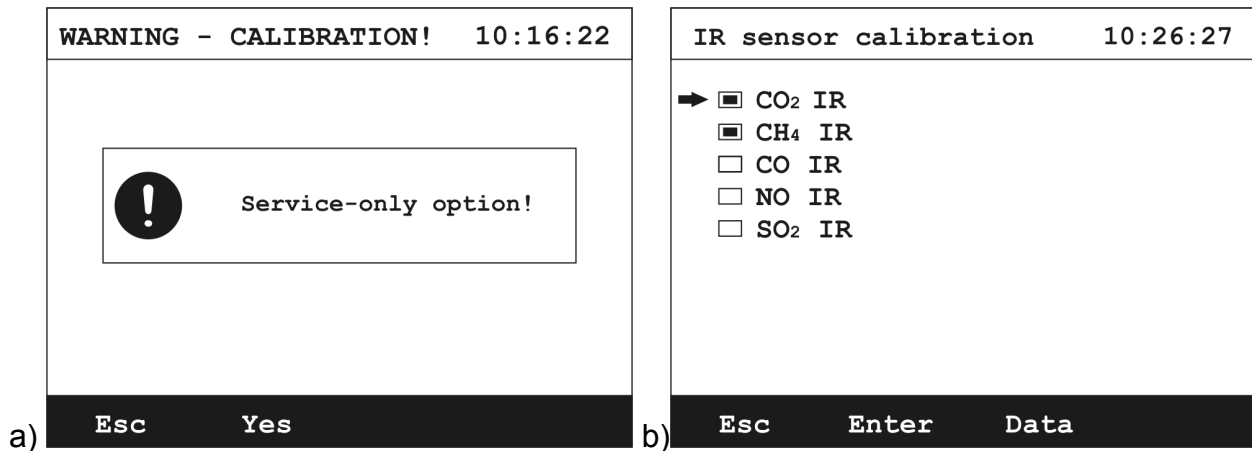 WARNING - CALIBRATION! 10:16:22
Service-only option!
Esc Yes
a)
IR sensor calibration 10:26:27
CO₂ IR
CH₄ IR
CO IR
NO IR
SO₂ IR
Esc Enter Data
b)